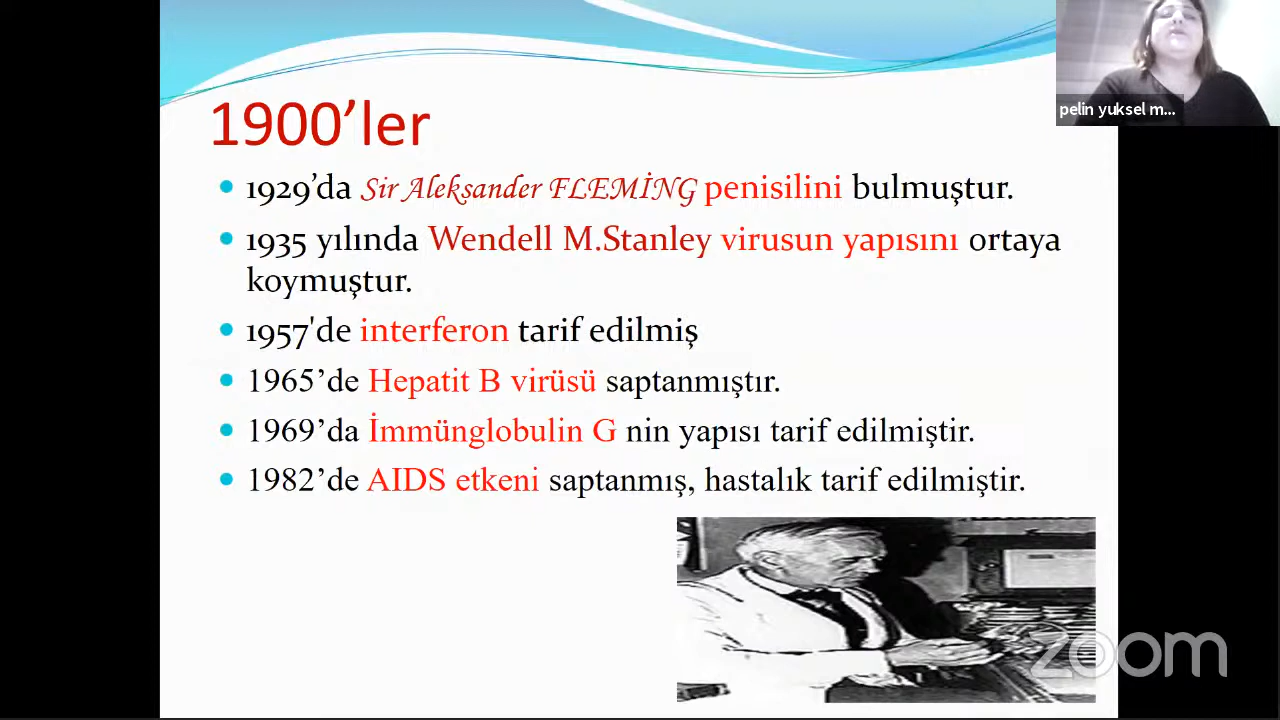 1900’ler
1929’da Sir Aleksander FLEMİNG penisilini bulmuştur.
1935 yılında Wendell M.Stanley virusun yapısını ortaya
koymuştur.
1957'de interferon tarif edilmiş
1965’de Hepatit B virüsü saptanmıştır.
1969’da İmmünglobulin G nin yapısı tarif edilmiştir.
1982’de AIDS etkeni saptanmış, hastalık tarif edilmiştir.
pelin yuksel m...
zoom